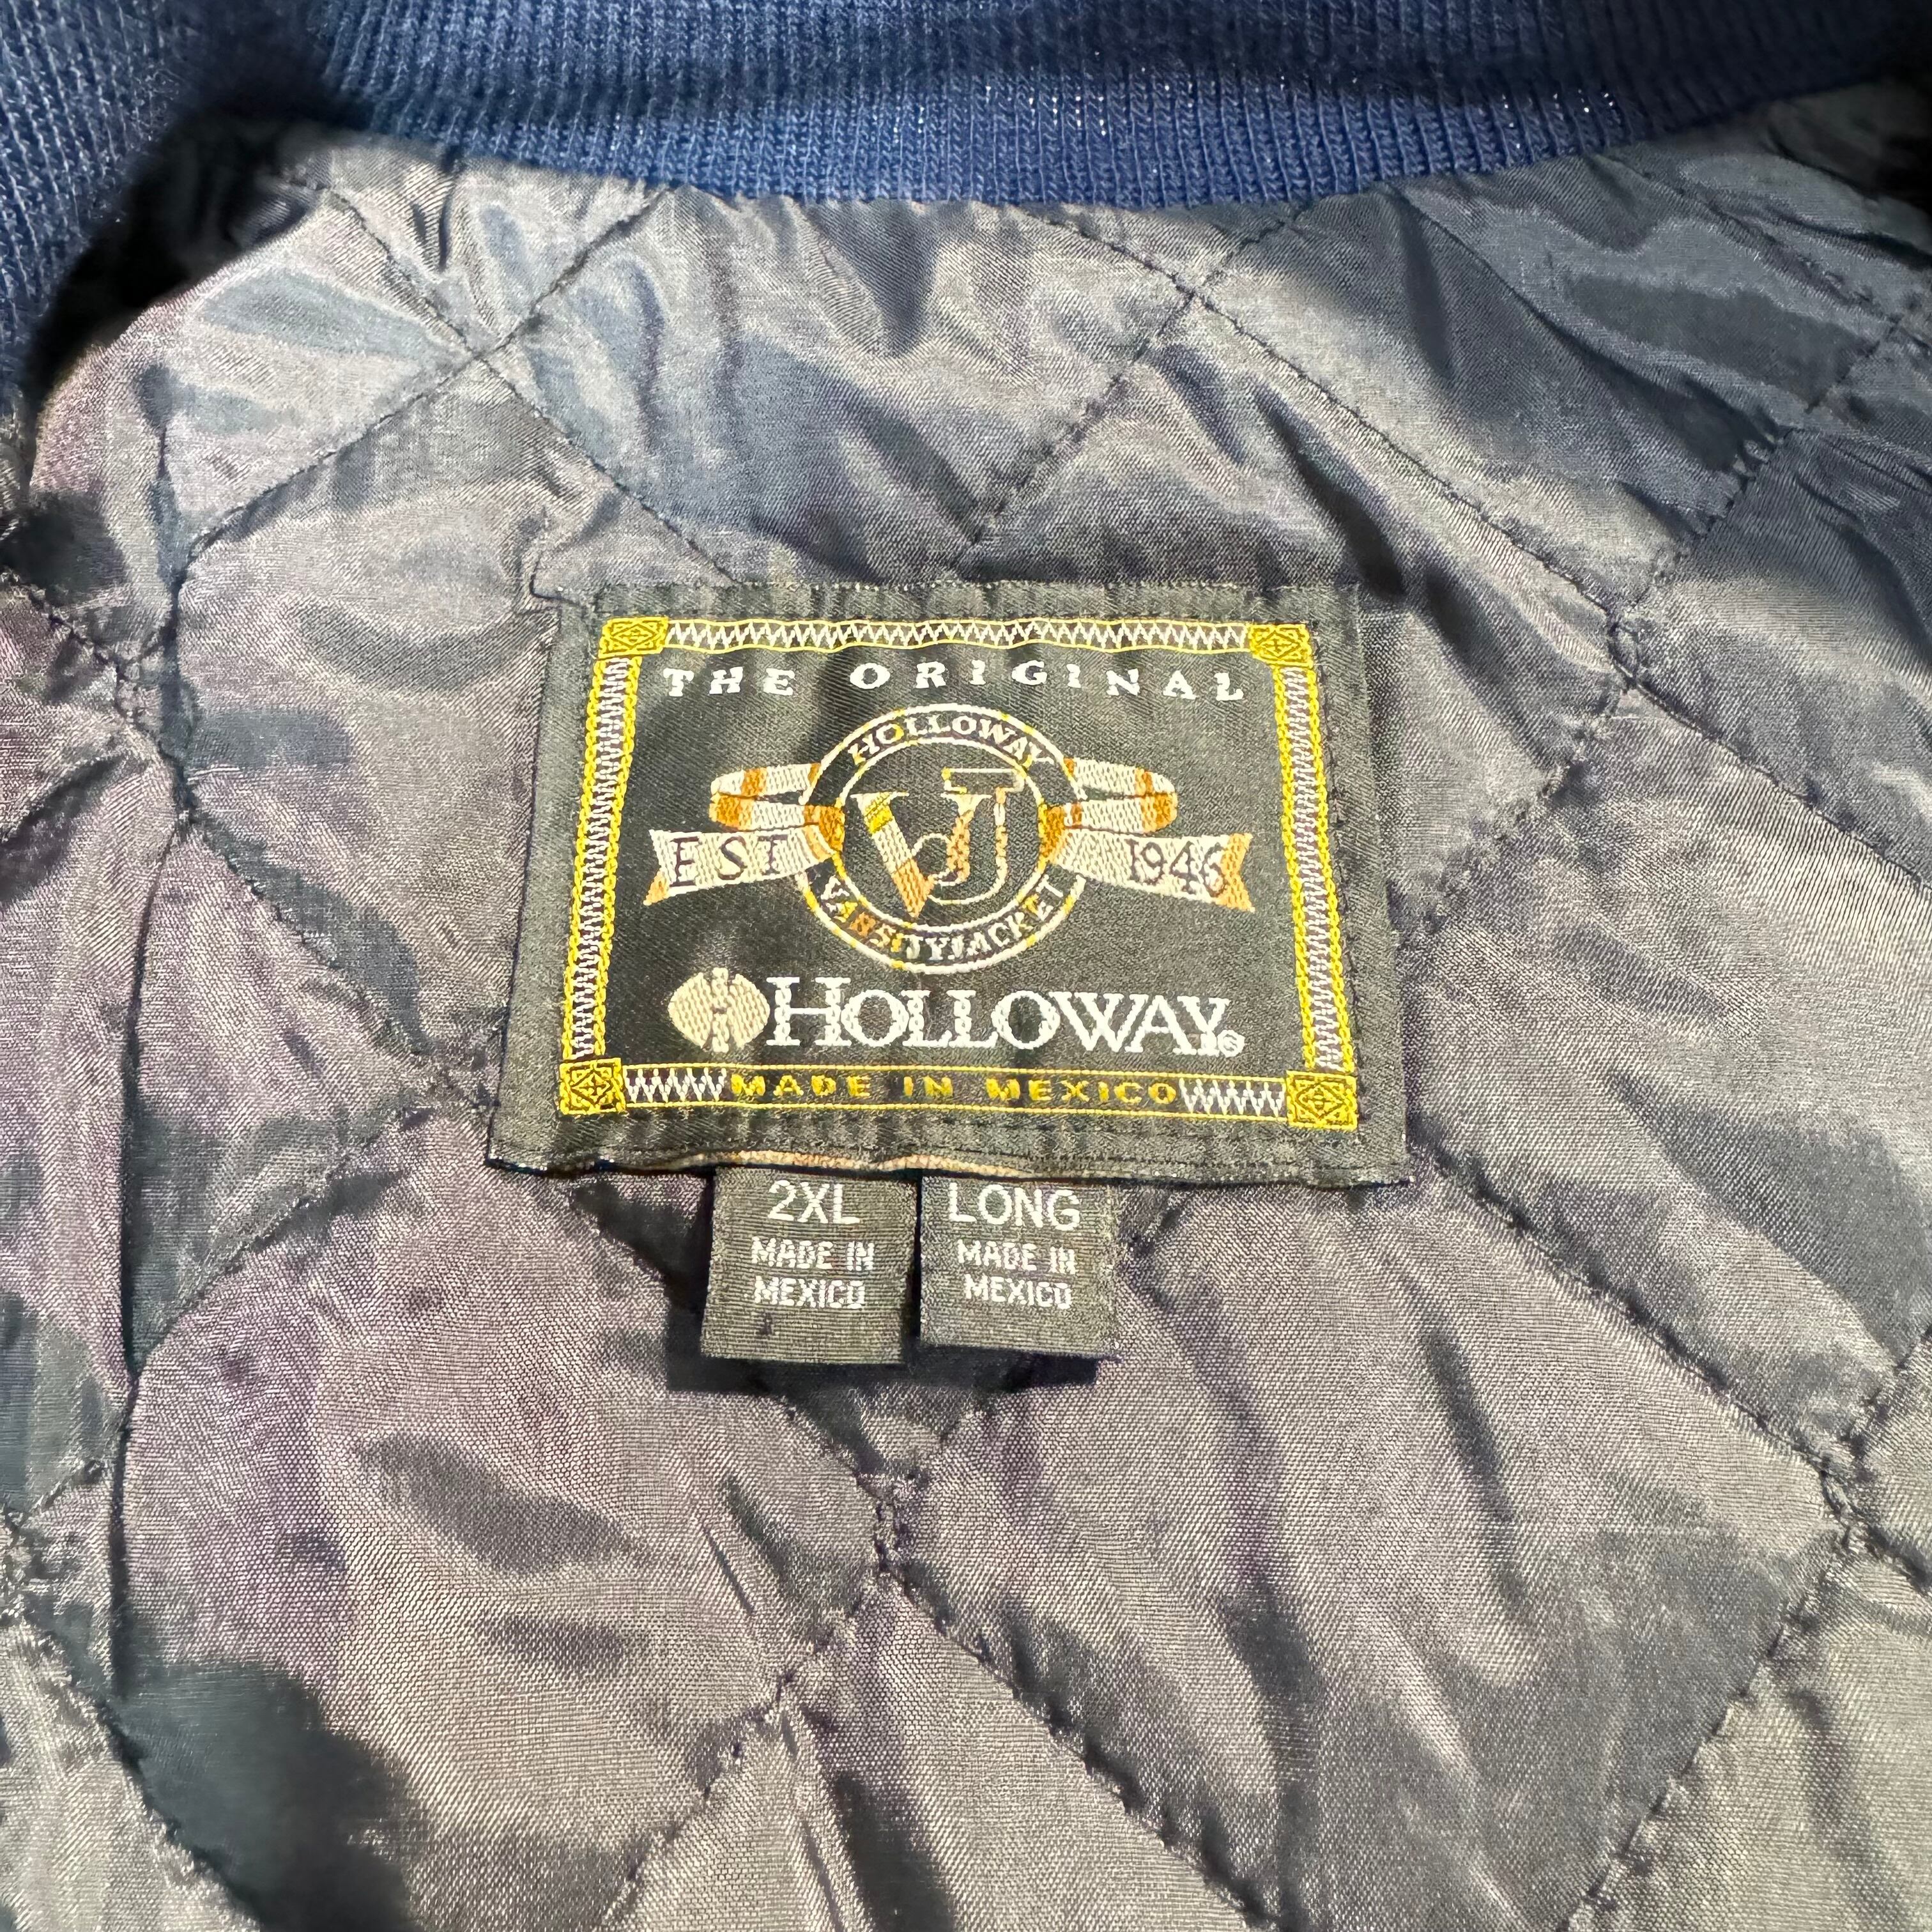 THE ORIGINAL
HOLLOWAY
VJ
EST 1946
VARSITY JACKET
H HOLLOWAY®
MADE IN MEXICO
2XL
MADE IN
MEXICO
LONG
MADE IN
MEXICO